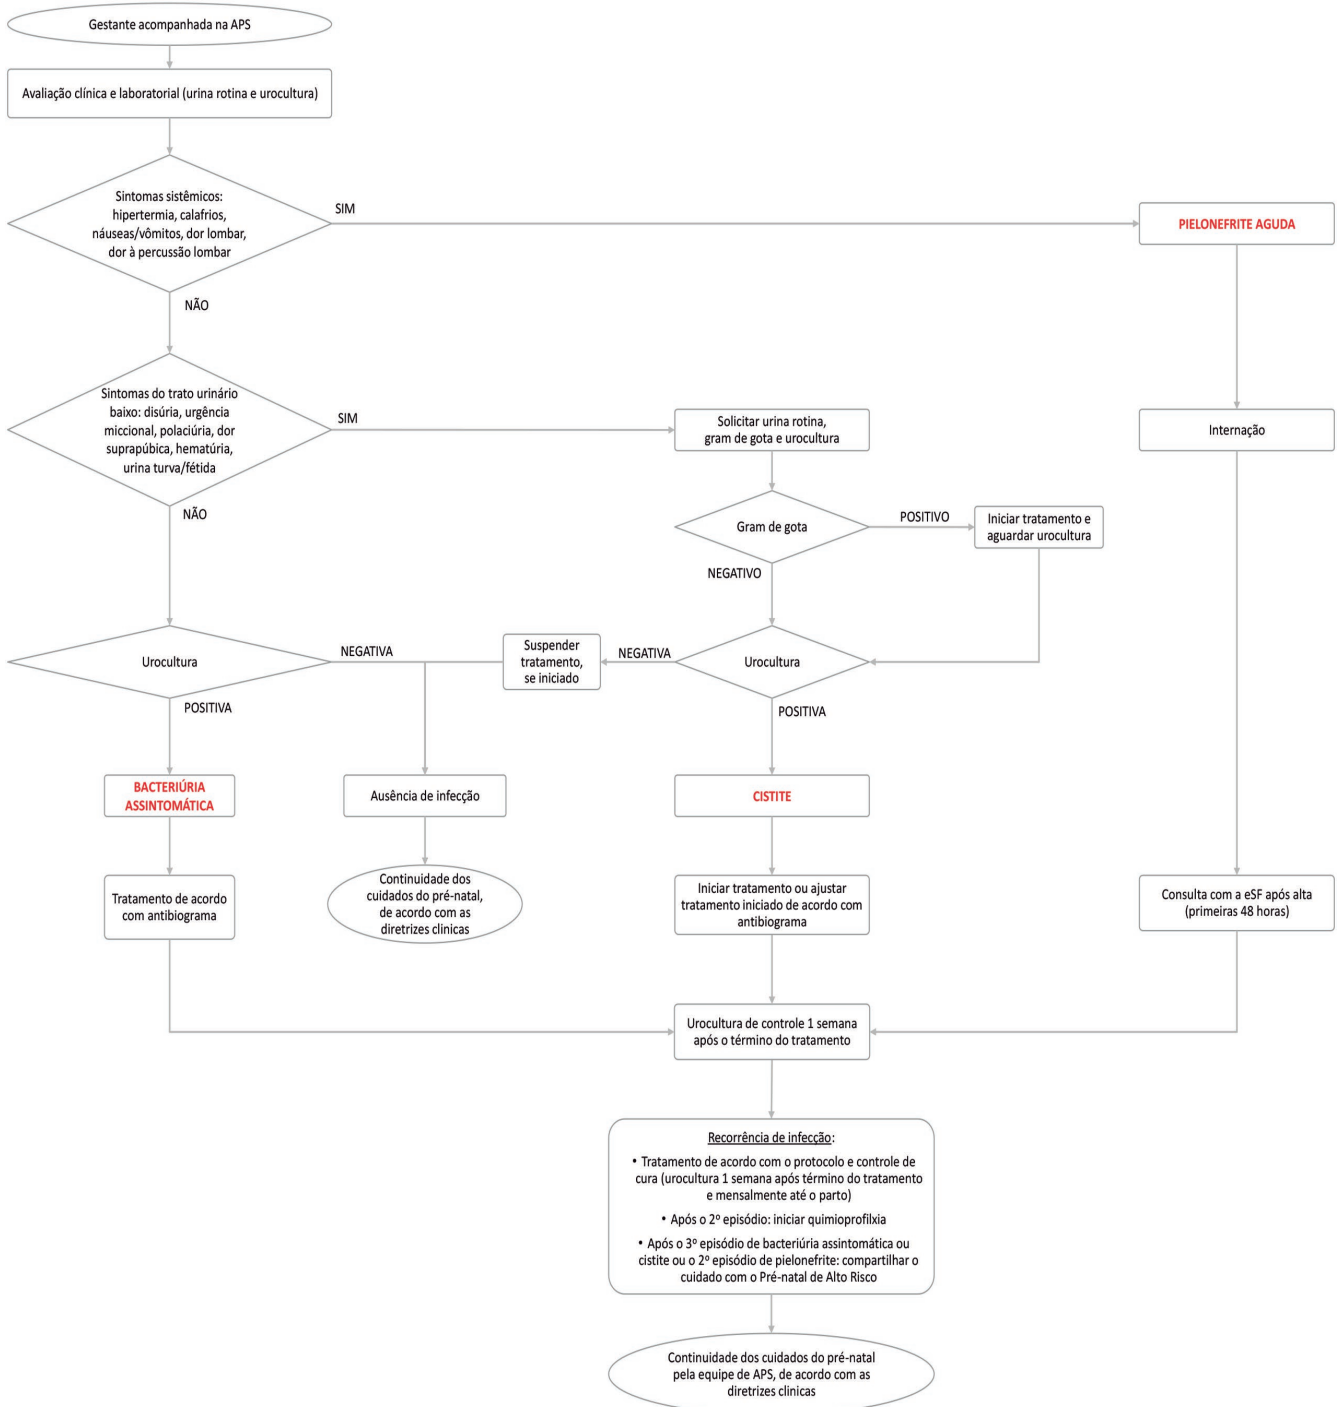 Gestante acompanhada na APS
Avaliação clínica e laboratorial (urina rotina e urocultura)
Sintomas sistêmicos:
hipertermia, calafrios,
náuseas/vômitos, dor lombar,
dor à percussão lombar
SIM
PIELONEFRITE AGUDA
NÃO
Sintomas do trato urinário
baixo: disúria, urgência
miccional, polaciúria, dor
suprapúbica, hematúria,
urina turva/fétida
SIM
Solicitar urina rotina,
gram de gota e urocultura
Internação
NÃO
Gram de gota
POSITIVO
Iniciar tratamento e
aguardar urocultura
NEGATIVO
Urocultura
NEGATIVA
Suspender
tratamento,
se iniciado
NEGATIVA
Urocultura
POSITIVA
POSITIVA
BACTERIÚRIA
ASSINTOMÁTICA
Ausência de infecção
CISTITE
Tratamento de acordo
com antibiograma
Continuidade dos
cuidados do pré-natal,
de acordo com as
diretrizes clinicas
Iniciar tratamento ou ajustar
tratamento iniciado de acordo com
antibiograma
Consulta com a eSF após alta
(primeiras 48 horas)
Urocultura de controle 1 semana
após o término do tratamento
Recorrência de infecção:
• Tratamento de acordo com o protocolo e controle de
cura (urocultura 1 semana após término do tratamento
e mensalmente até o parto)
• Após o 2º episódio: iniciar quimioprofilxia
• Após o 3º episódio de bacteriúria assintomática ou
cistite ou o 2º episódio de pielonefrite: compartilhar o
cuidado com o Pré-natal de Alto Risco
Continuidade dos cuidados do pré-natal
pela equipe de APS, de acordo com as
diretrizes clinicas